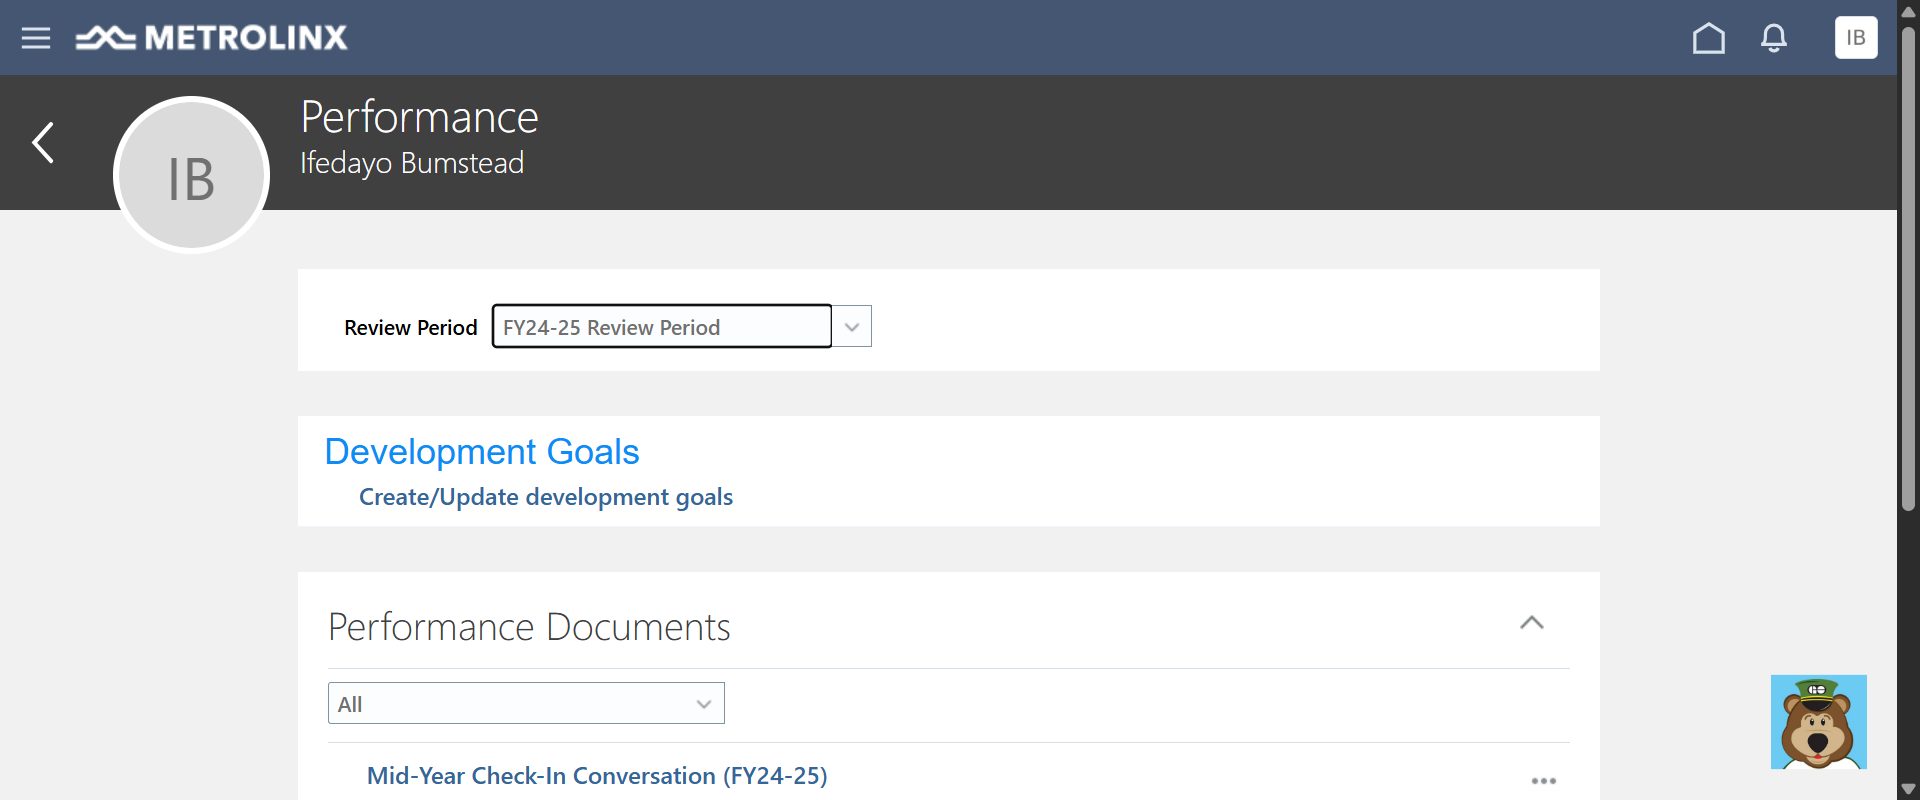 METROLINX
IB
Performance
Ifedayo Bumstead
IB
Review Period FY24-25 Review Period
Development Goals
Create/Update development goals
Performance Documents
All
GO
Mid-Year Check-In Conversation (FY24-25)